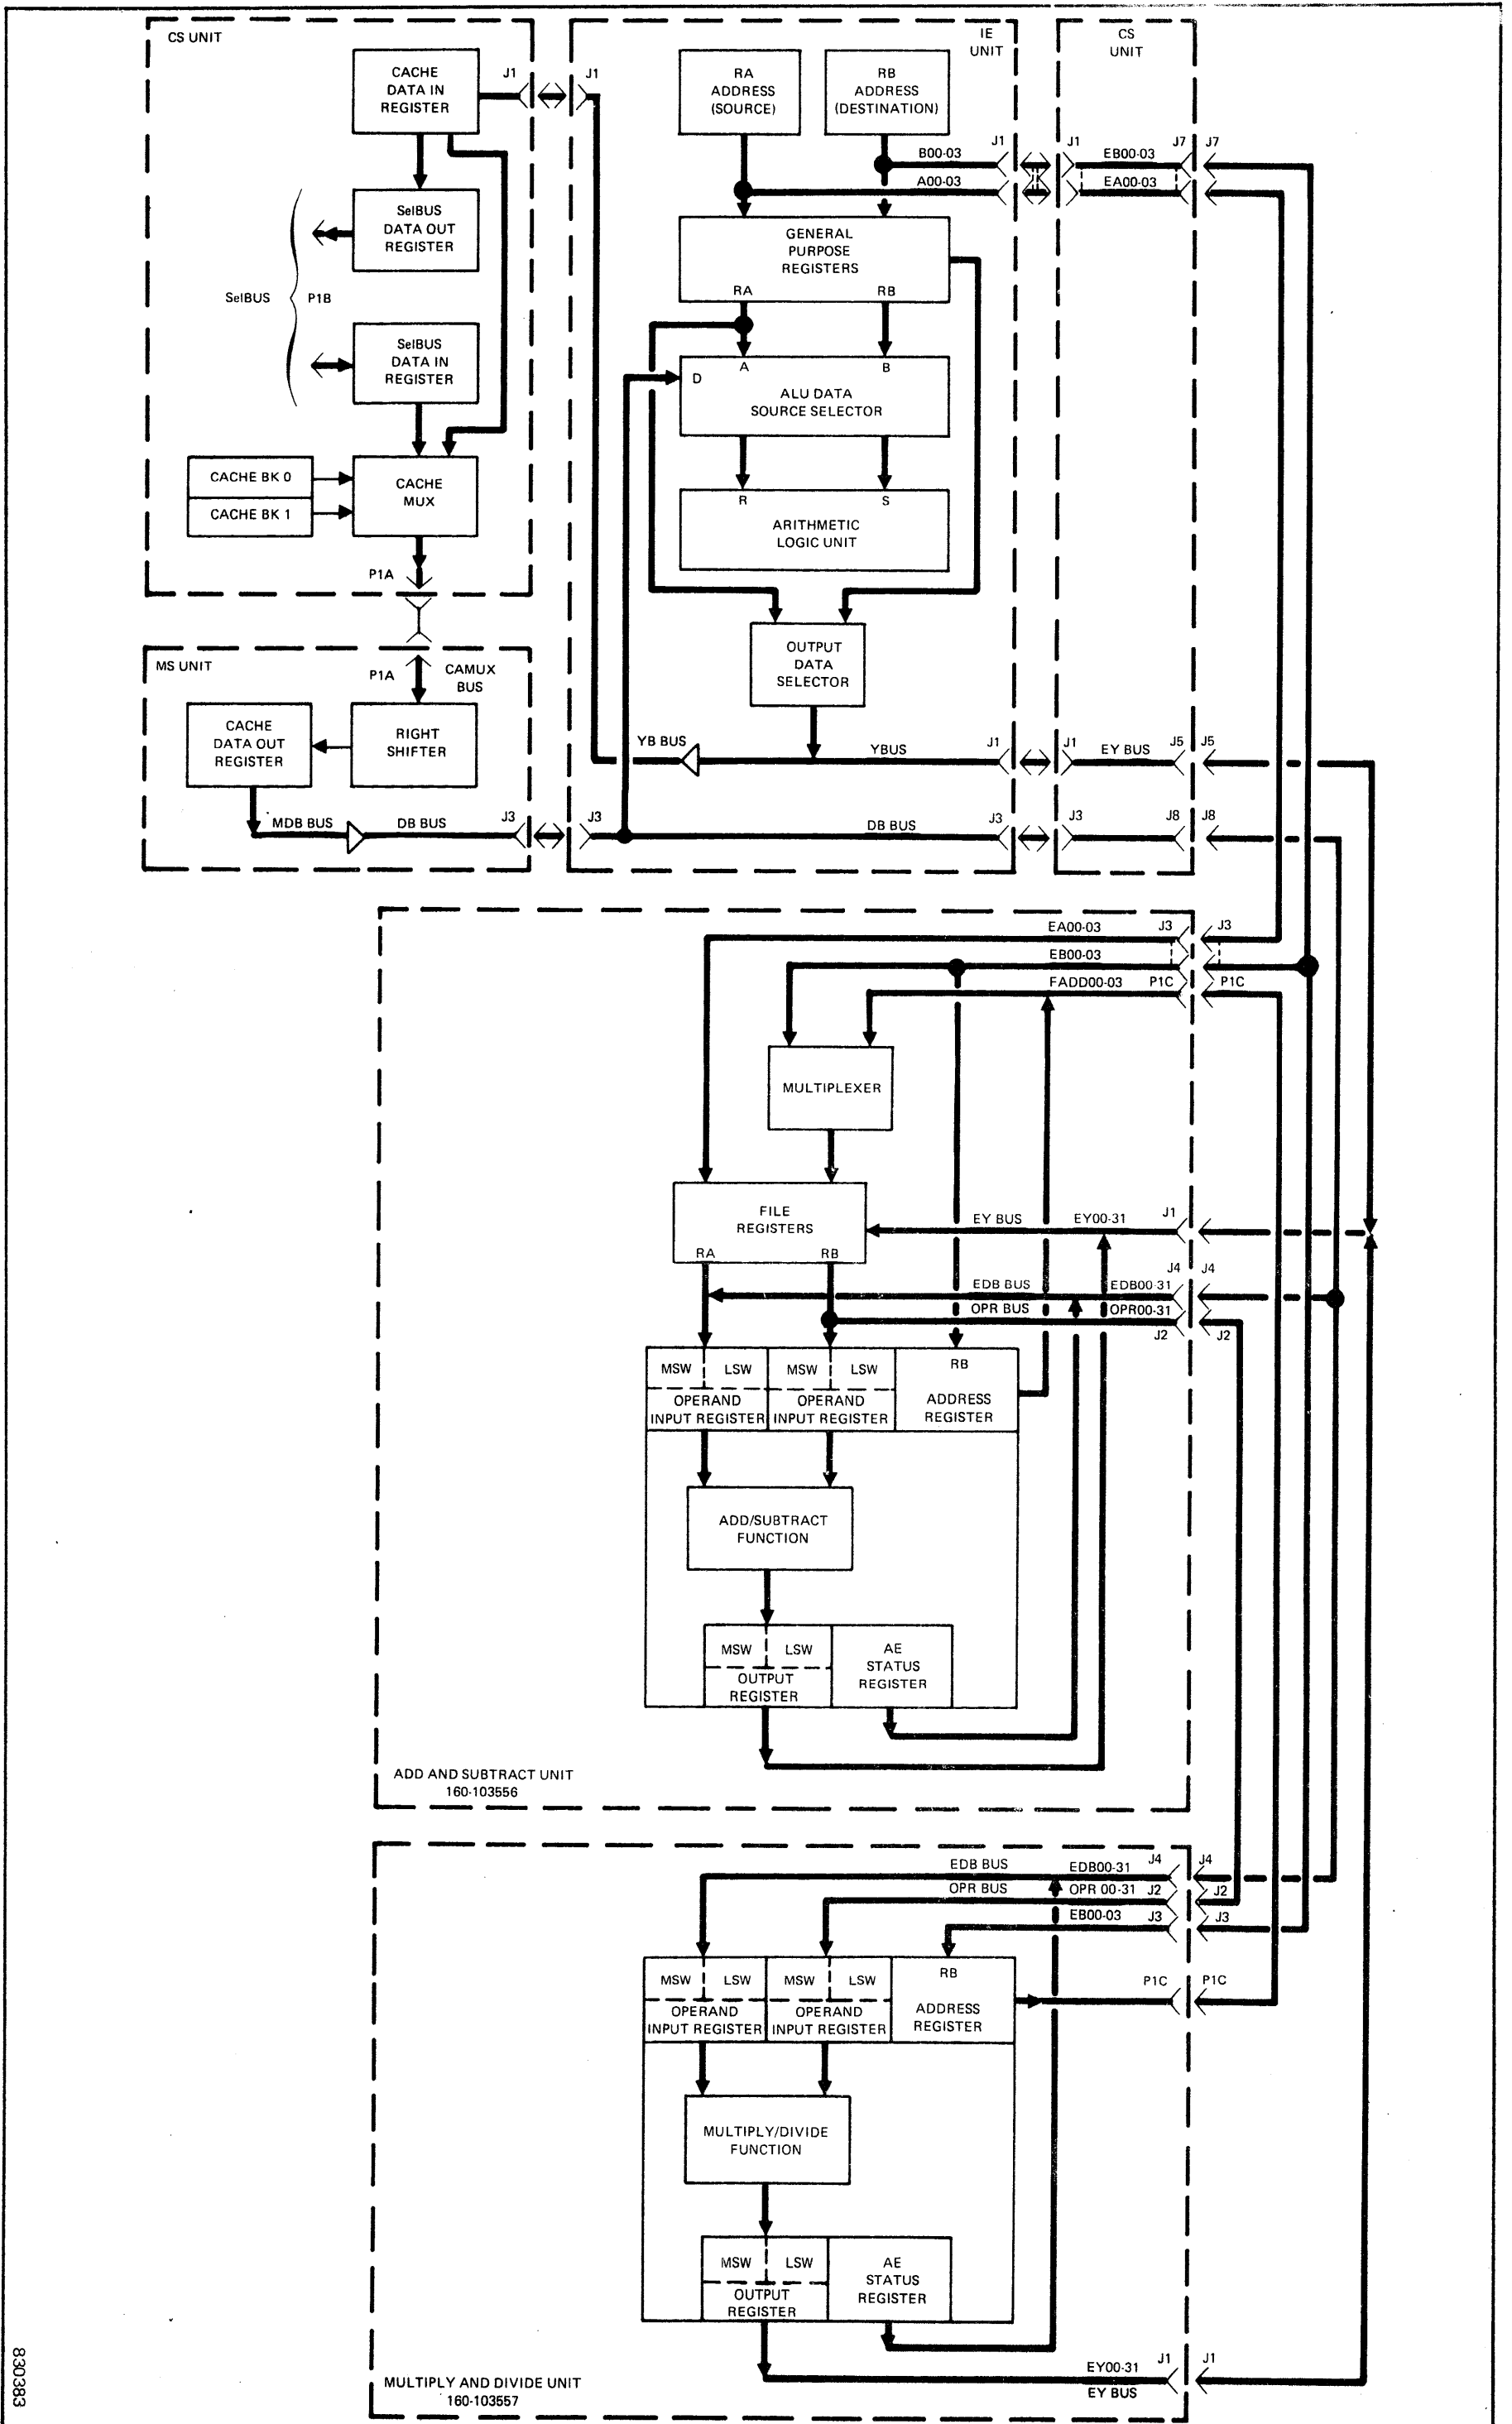 CS UNIT
CACHE
DATA IN
REGISTER
J1
J1
SelBUS
DATA OUT
REGISTER
SelBUS
P1B
SelBUS
DATA IN
REGISTER
CACHE BK 0
CACHE BK 1
CACHE
MUX
P1A
IE
UNIT
RA
ADDRESS
(SOURCE)
RB
ADDRESS
(DESTINATION)
B00-03
J1
A00-03
GENERAL
PURPOSE
REGISTERS
RA
RB
A
B
D
ALU DATA
SOURCE SELECTOR
R
S
ARITHMETIC
LOGIC UNIT
OUTPUT
DATA
SELECTOR
YB BUS
YBUS
J1
J3
DB BUS
J3
CS
UNIT
J1
EB00-03
J7
J7
EA00-03
J1
EY BUS
J5
J5
J3
J8
J8
MS UNIT
P1A
CAMUX
BUS
CACHE
DATA OUT
REGISTER
RIGHT
SHIFTER
MDB BUS
DB BUS
J3
EA00-03
J3
J3
EB00-03
FADD00-03
P1C
P1C
MULTIPLEXER
FILE
REGISTERS
RA
RB
EY BUS
EY00-31
J1
J4
J4
EDB BUS
EDB00-31
OPR BUS
OPR00-31
J2
J2
MSW
LSW
OPERAND
INPUT REGISTER
MSW
LSW
OPERAND
INPUT REGISTER
RB
ADDRESS
REGISTER
ADD/SUBTRACT
FUNCTION
MSW
LSW
OUTPUT
REGISTER
AE
STATUS
REGISTER
ADD AND SUBTRACT UNIT
160-103556
EDB BUS
EDB00-31
J4
J4
OPR BUS
OPR 00-31
J2
J2
EB00-03
J3
J3
MSW
LSW
OPERAND
INPUT REGISTER
MSW
LSW
OPERAND
INPUT REGISTER
RB
ADDRESS
REGISTER
P1C
P1C
MULTIPLY/DIVIDE
FUNCTION
MSW
LSW
OUTPUT
REGISTER
AE
STATUS
REGISTER
EY00-31
J1
J1
EY BUS
MULTIPLY AND DIVIDE UNIT
160-103557
830383